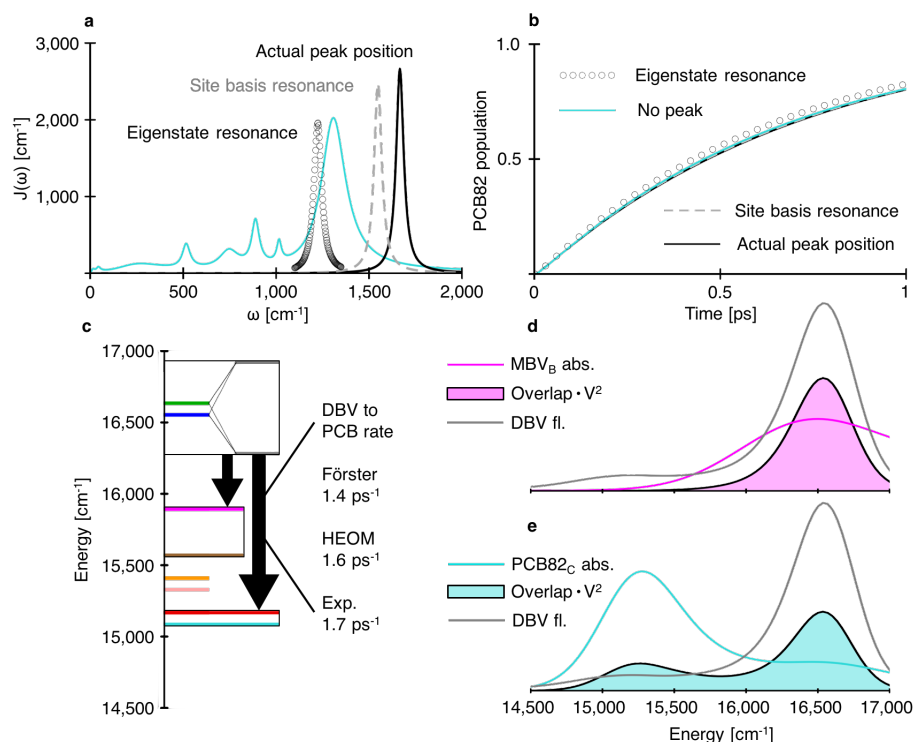 a
3,000
2,000
1,000
J(ω) [cm⁻¹]
Actual peak position
Site basis resonance
Eigenstate resonance
0
500
1,000
1,500
2,000
ω [cm⁻¹]
b
1.0
0.5
PCB82 population
Eigenstate resonance
No peak
Site basis resonance
Actual peak position
0
0.5
1
Time [ps]
c
17,000
16,500
16,000
15,500
15,000
14,500
Energy [cm⁻¹]
DBV to
PCB rate
Förster
1.4 ps⁻¹
HEOM
1.6 ps⁻¹
Exp.
1.7 ps⁻¹
d
MBV_B abs.
Overlap · V²
DBV fl.
e
PCB82_C abs.
Overlap · V²
DBV fl.
14,500
15,000
15,500
16,000
16,500
17,000
Energy [cm⁻¹]